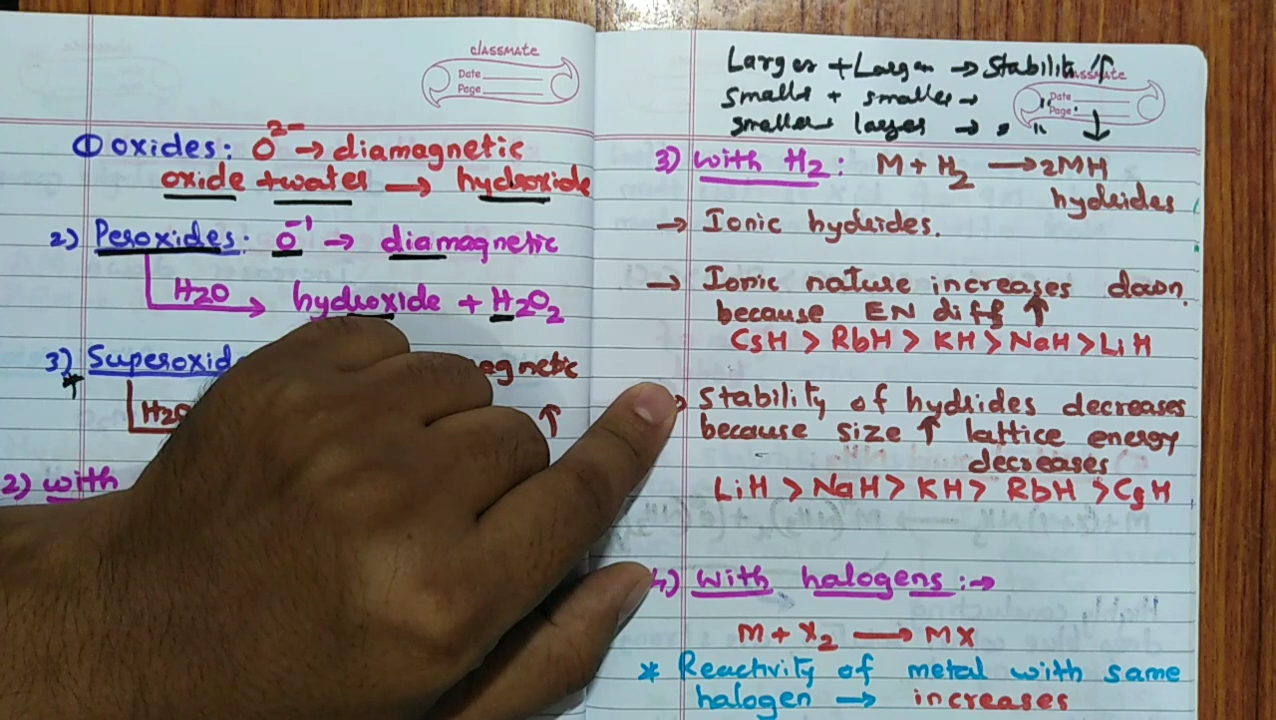 classmate
Date
Page
① oxides: O²⁻ → diamagnetic
oxide + water → hydroxide
2) Peroxides: O⁻¹ → diamagnetic
H2O → hydroxide + H2O2
3) Superoxid
agnetic
* H2O ↑
2) with
Larger + Larger → Stability ↑
smaller + smaller →
smaller larger → " ↓
classmate
Date
Page
3) with H2: M + H2 → 2MH
hydrides
→ Ionic hydrides.
→ Ionic nature increases down.
because EN diff ↑
CsH > RbH > KH > NaH > LiH
→ Stability of hydrides decreases
because size ↑ lattice energy
decreases
LiH > NaH > KH > RbH > CsH
4) With halogens :→
M + X2 → MX
* Reactivity of metal with same
halogen → increases